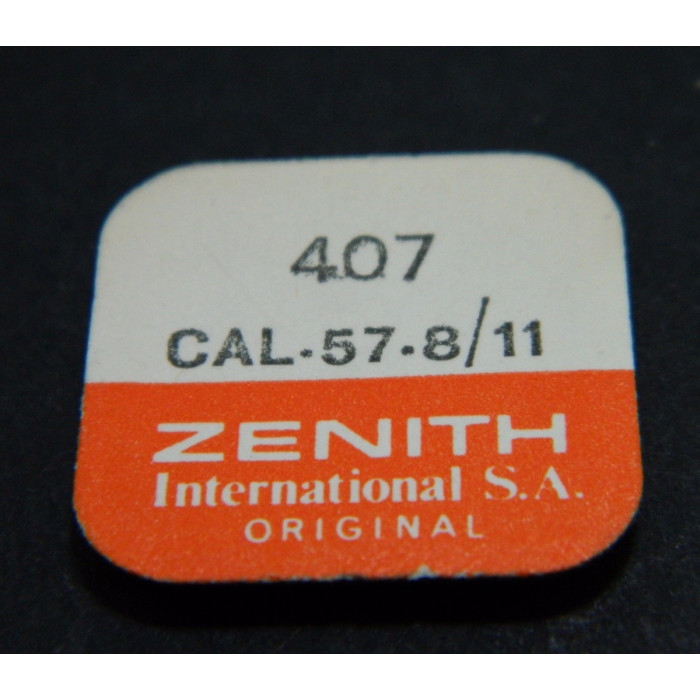 407
CAL.57.8/11
ZENITH
International S.A.
ORIGINAL